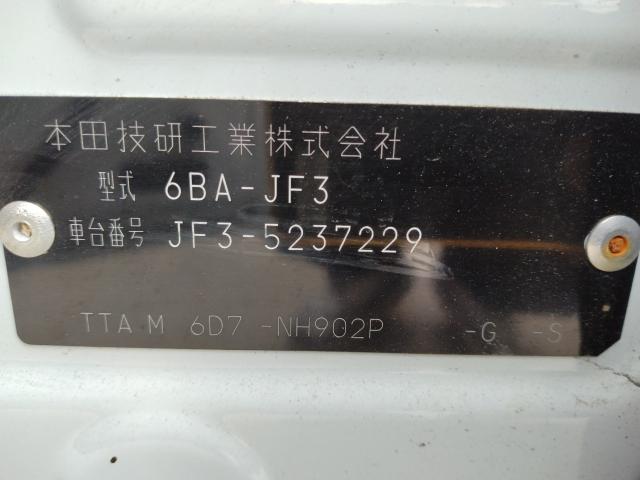 本田技研工業株式会社
型式 6BA-JF3
車台番号 JF3-5237229
TTA M 6D7 -NH902P -G -S